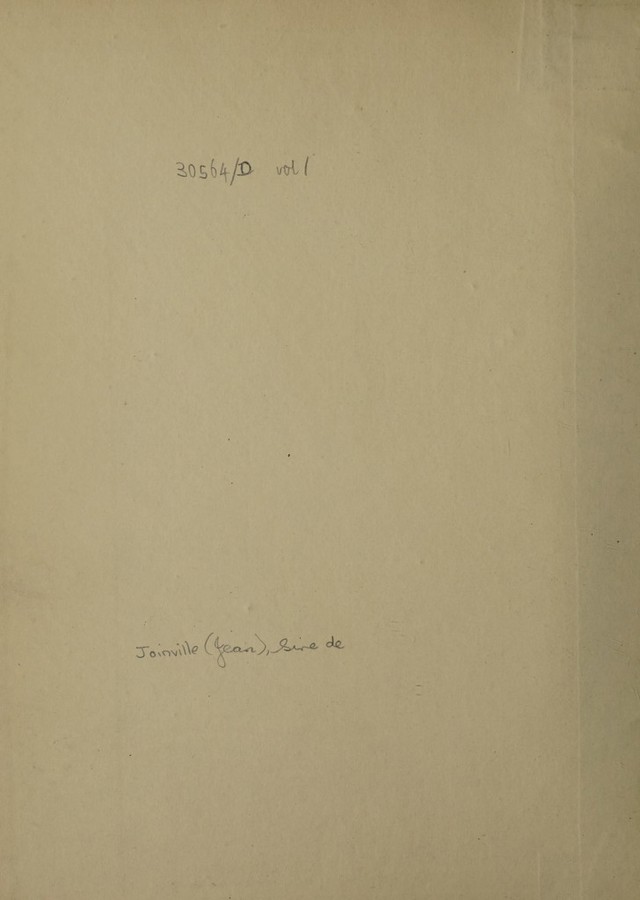 30564/D vol 1
Joinville (Jean), Sire de